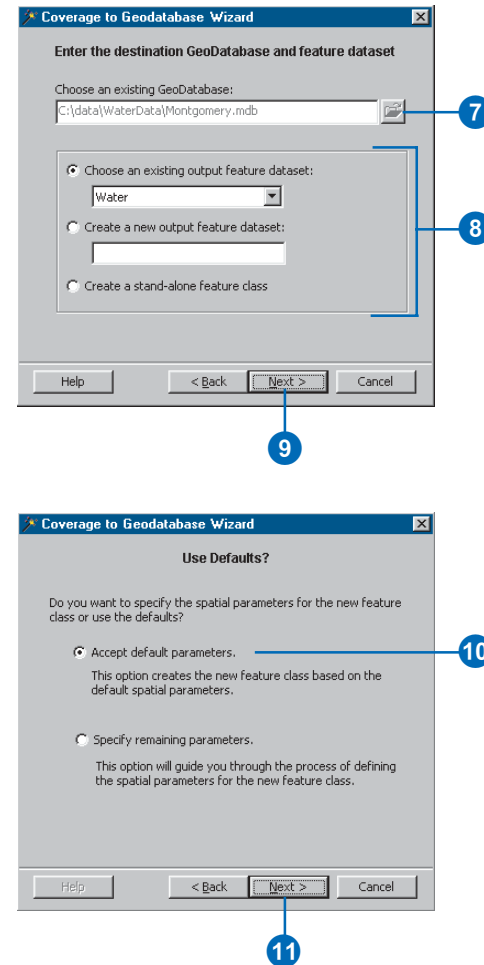 Coverage to Geodatabase Wizard
Enter the destination GeoDatabase and feature dataset
Choose an existing GeoDatabase:
C:\data\WaterData\Montgomery.mdb
7
Choose an existing output feature dataset:
Water
Create a new output feature dataset:
8
Create a stand-alone feature class
Help
< Back
Next >
Cancel
9
Coverage to Geodatabase Wizard
Use Defaults?
Do you want to specify the spatial parameters for the new feature
class or use the defaults?
Accept default parameters.
10
This option creates the new feature class based on the
default spatial parameters.
Specify remaining parameters.
This option will guide you through the process of defining
the spatial parameters for the new feature class.
Help
< Back
Next >
Cancel
11